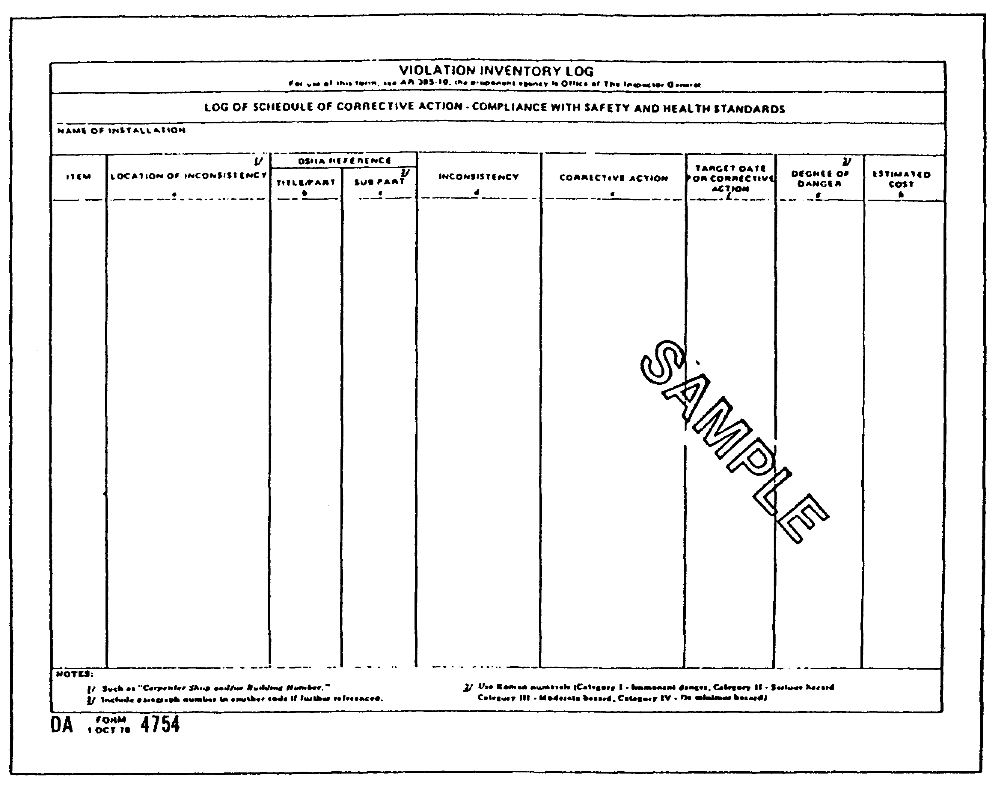 VIOLATION INVENTORY LOG
For use of this form, see AR 385-10, the proponent agency is Office of The Inspector General
LOG OF SCHEDULE OF CORRECTIVE ACTION - COMPLIANCE WITH SAFETY AND HEALTH STANDARDS
NAME OF INSTALLATION
ITEM
LOCATION OF INCONSISTENCY 1/
a
OSHA REFERENCE
TITLE/PART
b
SUB PART 2/
c
INCONSISTENCY
d
CORRECTIVE ACTION
e
TARGET DATE
FOR CORRECTIVE
ACTION
f
DEGREE OF 3/
DANGER
g
ESTIMATED
COST
h
SAMPLE
NOTES:
1/ Such as "Carpenter Shop and/or Building Number."
2/ Include paragraph number in another code if further referenced.
3/ Use Roman numerals (Category I - Immenent danger, Category II - Serious hazard
Category III - Moderate hazard, Category IV - De minimus hazard)
DA FORM 4754
1 OCT 78